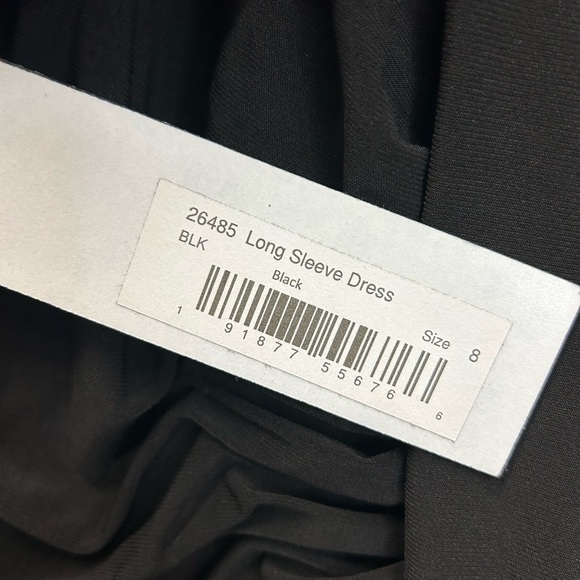 26485 Long Sleeve Dress
BLK
Black
Size 8
1 91877 55676 6